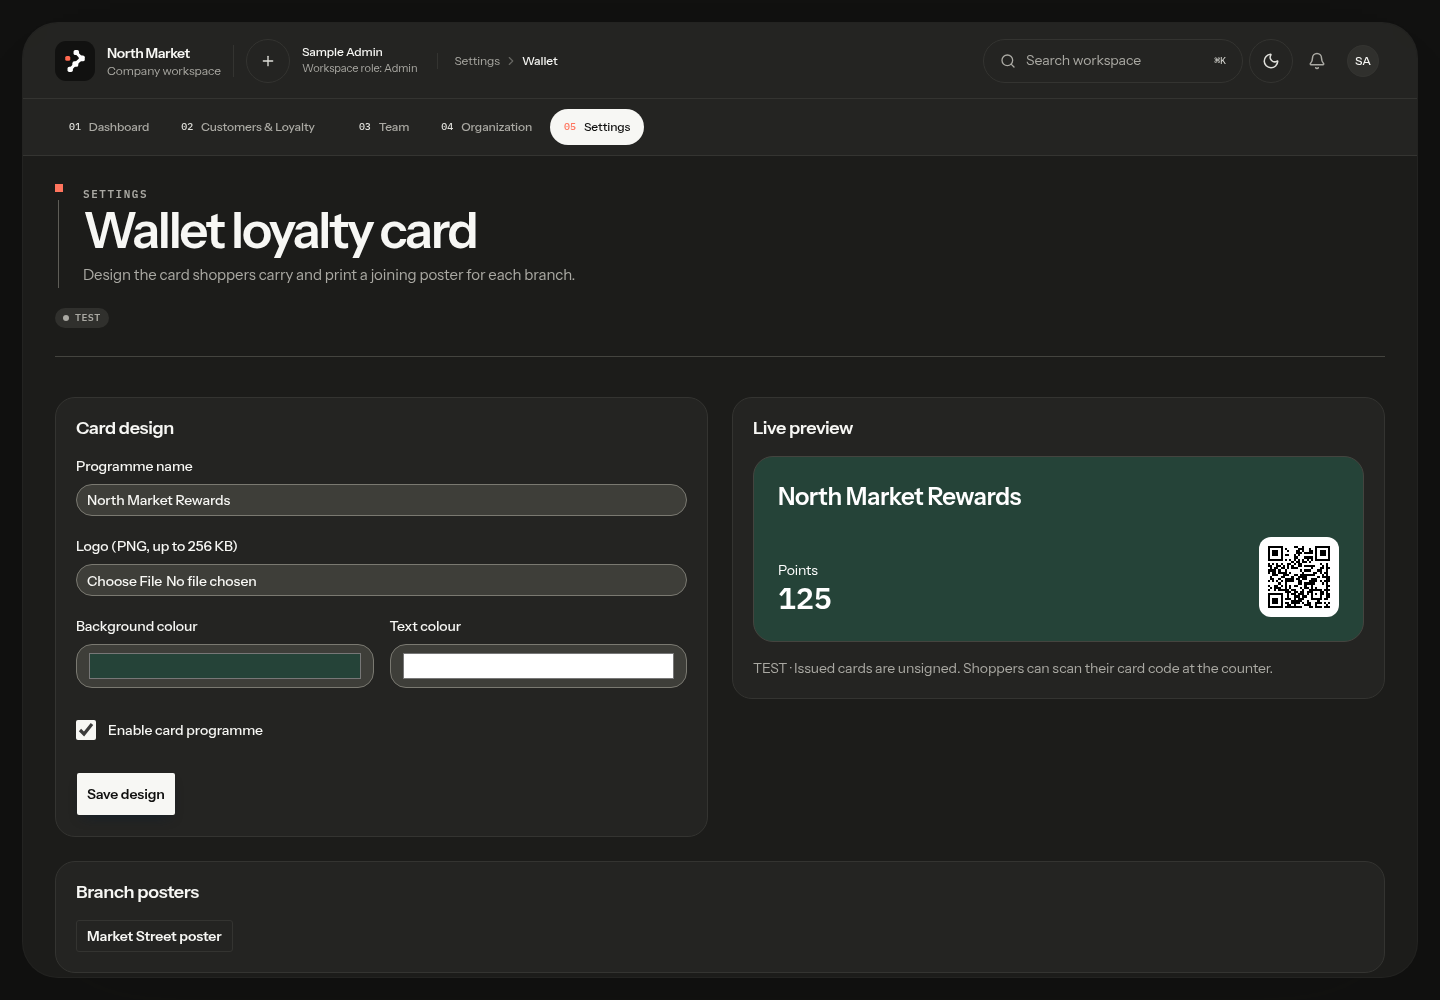 North Market
Company workspace
Sample Admin
Workspace role: Admin
Settings > Wallet
Search workspace
⌘K
SA
01 Dashboard
02 Customers & Loyalty
03 Team
04 Organization
05 Settings
SETTINGS
Wallet loyalty card
Design the card shoppers carry and print a joining poster for each branch.
TEST
Card design
Programme name
North Market Rewards
Logo (PNG, up to 256 KB)
Choose File No file chosen
Background colour
Text colour
Enable card programme
Save design
Live preview
North Market Rewards
Points
125
TEST · Issued cards are unsigned. Shoppers can scan their card code at the counter.
Branch posters
Market Street poster